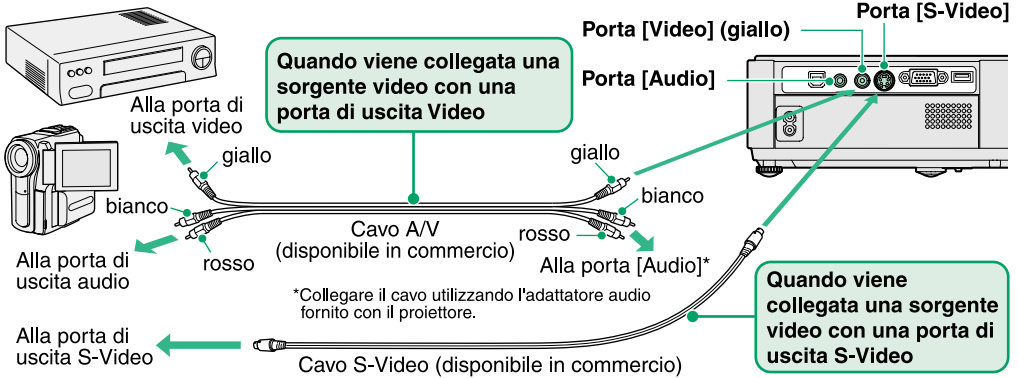 Porta [S-Video]
Porta [Video] (giallo)
Porta [Audio]
Quando viene collegata una
sorgente video con una
porta di uscita Video
Alla porta di
uscita video
giallo
giallo
bianco
bianco
Cavo A/V
(disponibile in commercio)
rosso
rosso
Alla porta di
uscita audio
Alla porta [Audio]*
*Collegare il cavo utilizzando l'adattatore audio
fornito con il proiettore.
Quando viene
collegata una sorgente
video con una porta di
uscita S-Video
Alla porta di
uscita S-Video
Cavo S-Video (disponibile in commercio)